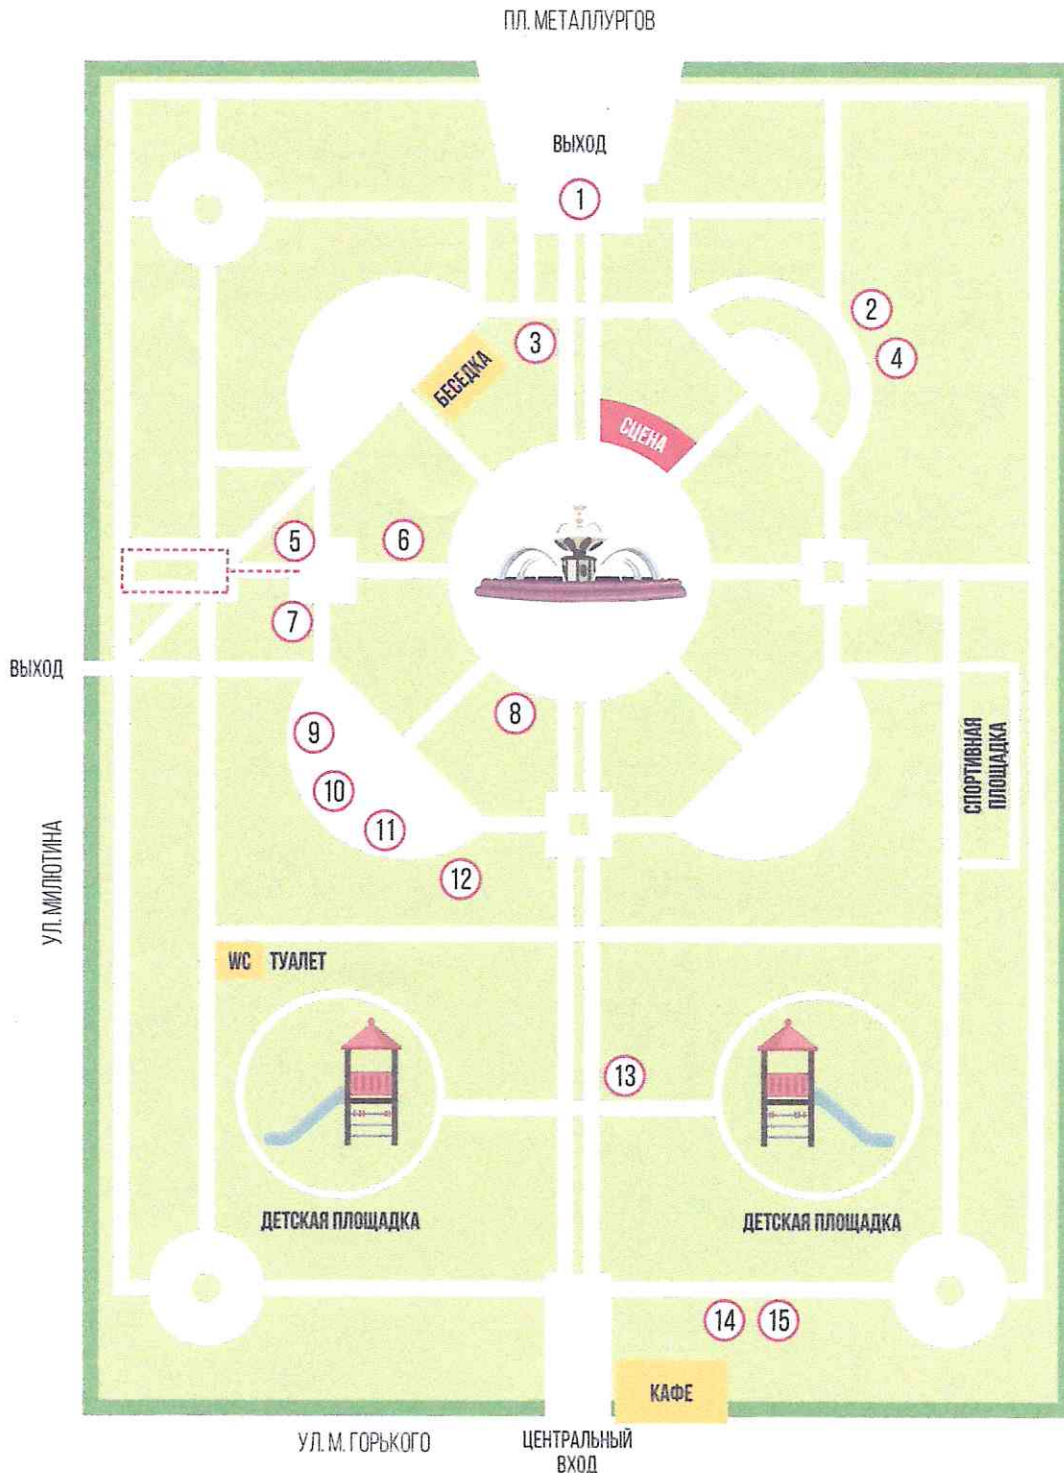 ПЛ. МЕТАЛЛУРГОВ
ВЫХОД
1
2
3
4
БЕСЕДКА
СЦЕНА
5
6
7
ВЫХОД
8
9
10
11
12
СПОРТИВНАЯ
ПЛОЩАДКА
УЛ. МИЛЮТИНА
WC ТУАЛЕТ
13
ДЕТСКАЯ ПЛОЩАДКА
ДЕТСКАЯ ПЛОЩАДКА
14
15
КАФЕ
УЛ. М. ГОРЬКОГО
ЦЕНТРАЛЬНЫЙ
ВХОД